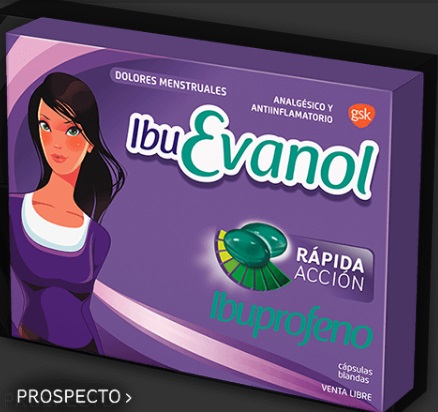 DOLORES MENSTRUALES
ANALGÉSICO Y
ANTIINFLAMATORIO
gsk
IbuEvanol
RÁPIDA
ACCIÓN
Ibuprofeno
cápsulas
blandas
VENTA LIBRE
PROSPECTO ›